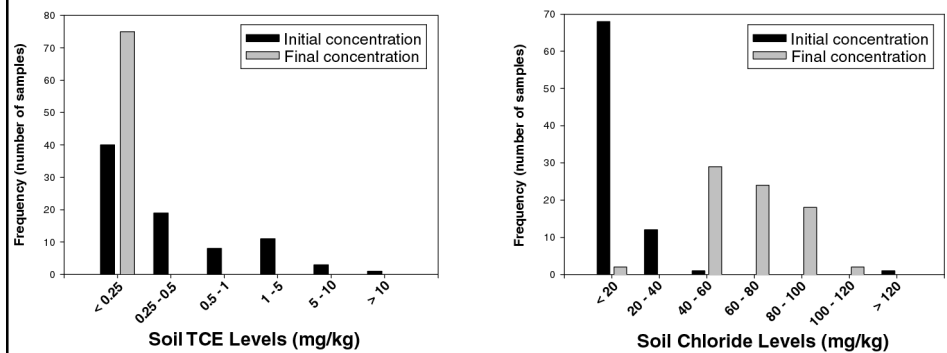 80
70
60
50
40
30
20
10
0
Frequency (number of samples)
Initial concentration
Final concentration
< 0.25
0.25 - 0.5
0.5 - 1
1 - 5
5 - 10
> 10
Soil TCE Levels (mg/kg)
70
60
50
40
30
20
10
0
Frequency (number of samples)
Initial concentration
Final concentration
< 20
20 - 40
40 - 60
60 - 80
80 - 100
100 - 120
> 120
Soil Chloride Levels (mg/kg)